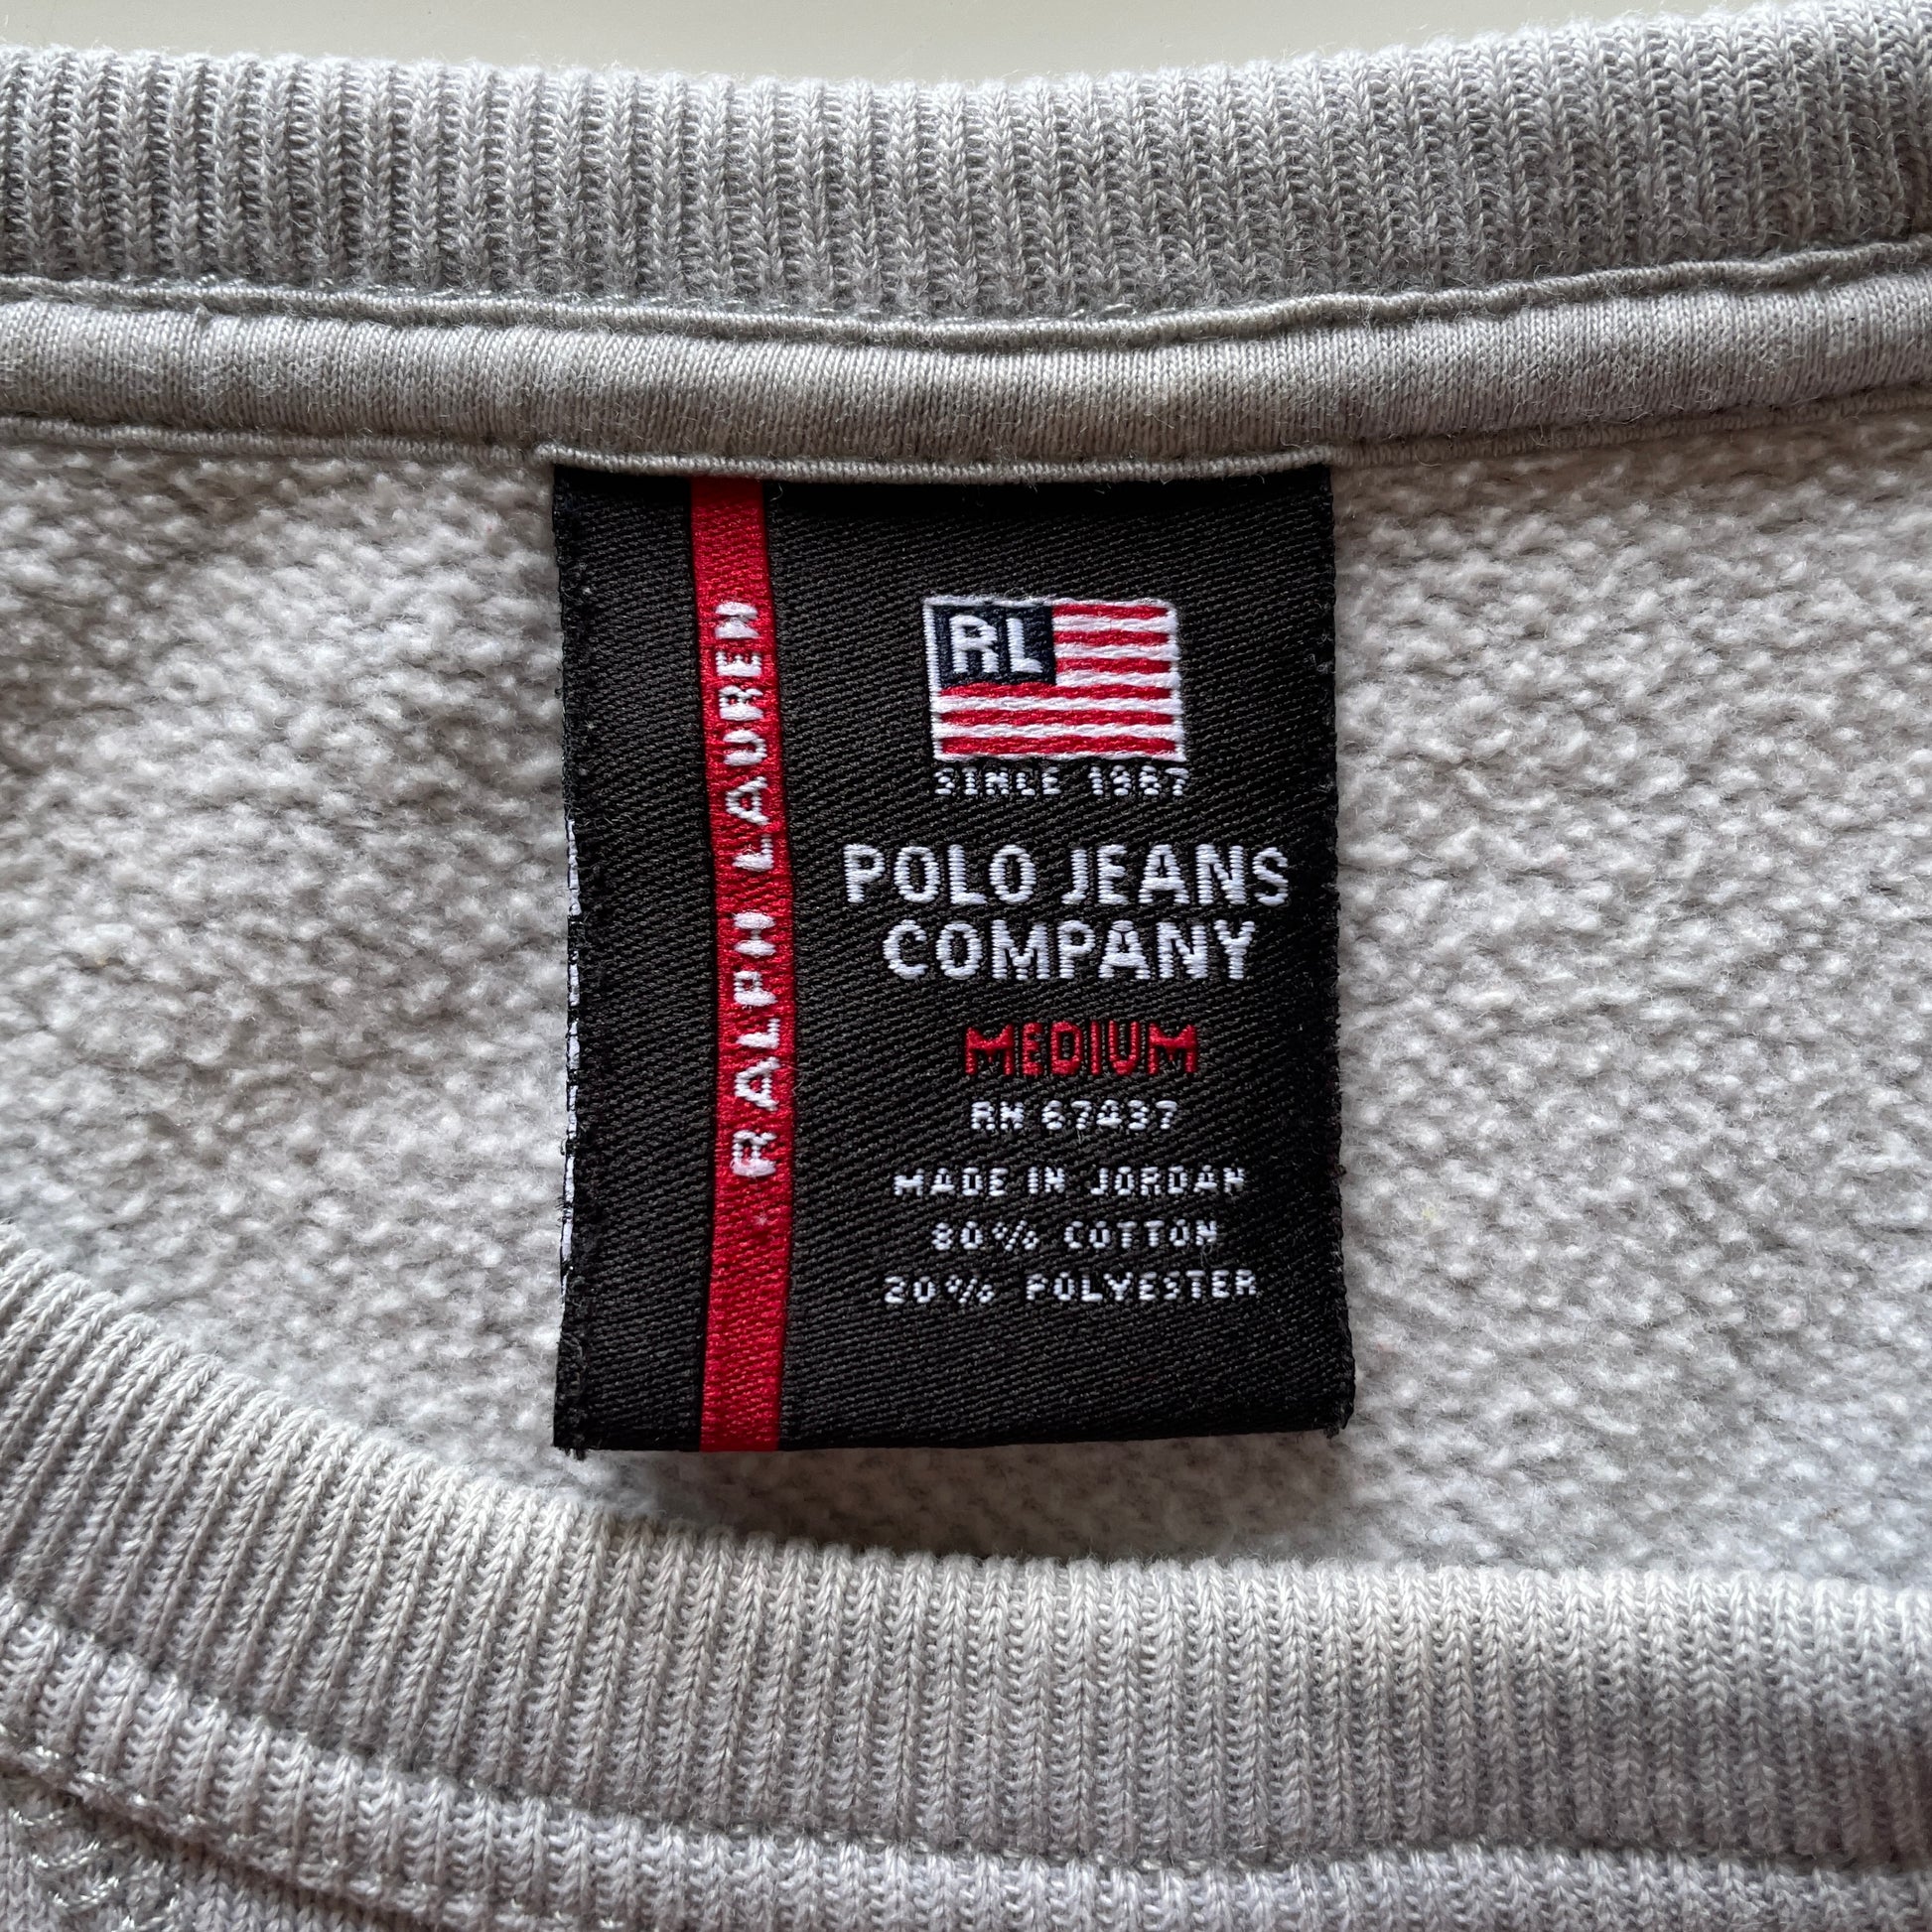 RALPH LAUREN
RL
SINCE 1967
POLO JEANS
COMPANY
MEDIUM
RN 67437
MADE IN JORDAN
80% COTTON
20% POLYESTER